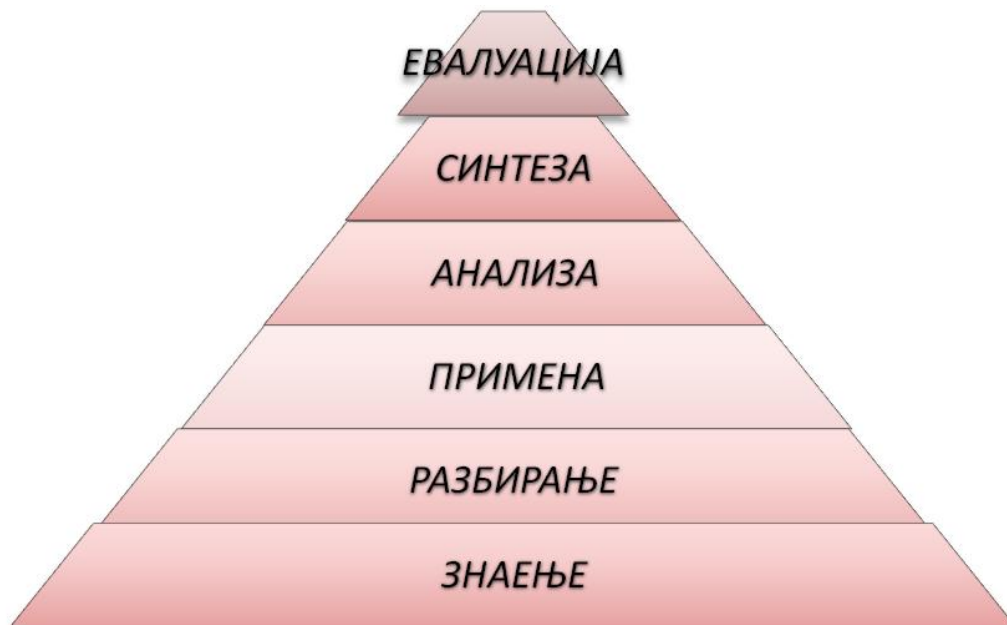 ЕВАЛУАЦИЈА
СИНТЕЗА
АНАЛИЗА
ПРИМЕНА
РАЗБИРАЊЕ
ЗНАЕЊЕ